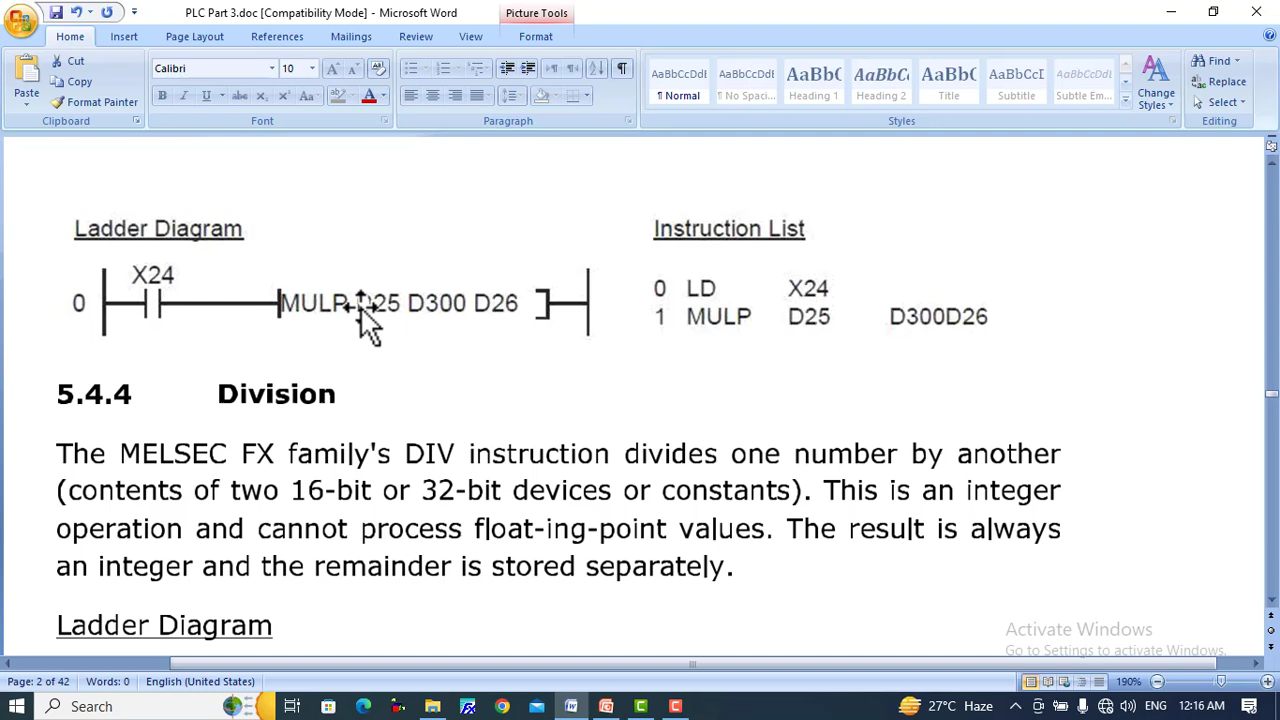 PLC Part 3.doc [Compatibility Mode] - Microsoft Word
Picture Tools
Home Insert Page Layout References Mailings Review View Format
Paste
Cut
Copy
Format Painter
Clipboard
Calibri 10
Font
Paragraph
AaBbCcDdI AaBbCcDdI AaBbC AaBbCc AaBbC AaBbCcI AaBbCcDdI
¶ Normal ¶ No Spaci... Heading 1 Heading 2 Title Subtitle Subtle Em...
Styles
Change Styles
Find
Replace
Select
Editing
Ladder Diagram
X24
0 MULP D25 D300 D26
Instruction List
0 LD X24
1 MULP D25 D300D26
5.4.4 Division
The MELSEC FX family's DIV instruction divides one number by another
(contents of two 16-bit or 32-bit devices or constants). This is an integer
operation and cannot process float-ing-point values. The result is always
an integer and the remainder is stored separately.
Ladder Diagram
Activate Windows
Go to Settings to activate Windows.
Page: 2 of 42 Words: 0 English (United States) 190%
Search
27°C Haze
12:16 AM